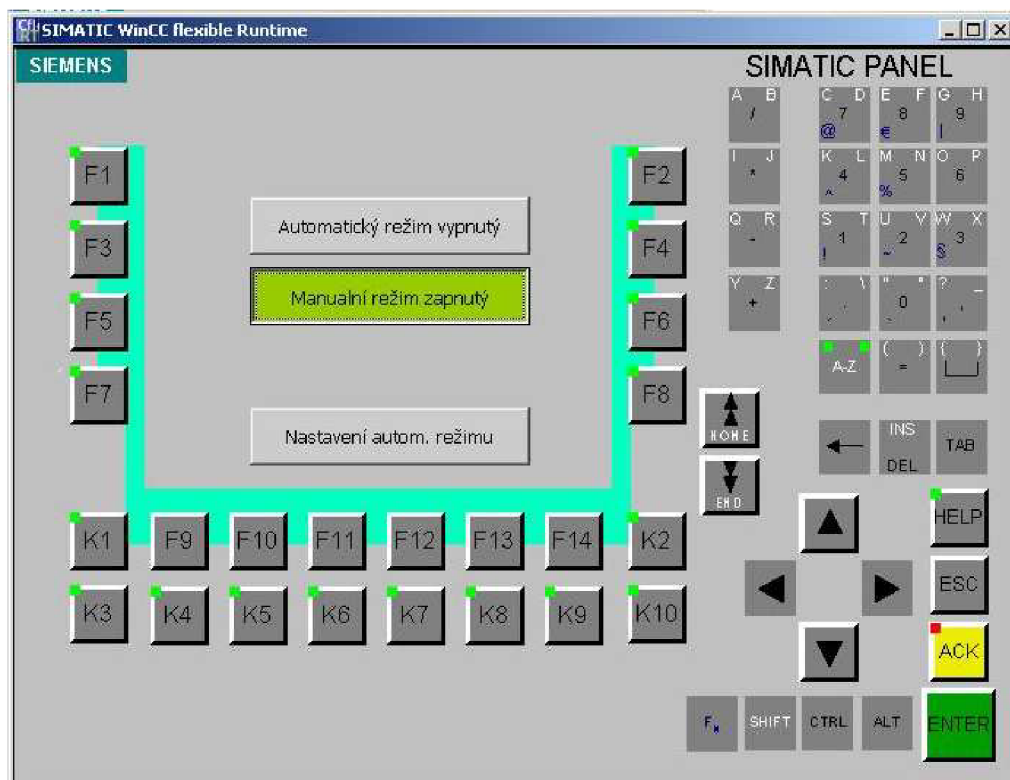 SIMATIC WinCC flexible Runtime
SIEMENS
SIMATIC PANEL
A B / C D 7 @ E F 8 € G H 9 |
F1 F2 I J * K L 4 ^ M N 5 % O P 6
Automatický režim vypnutý
F3 F4 Q R - S T 1 ! U V 2 ~ W X 3 §
Manualní režim zapnutý
F5 F6 Y Z + : \ . " " 0 ? _ , '
A-Z ( ) = { }
F7 F8
Nastavení autom. režimu
HOME INS DEL TAB
END
K1 F9 F10 F11 F12 F13 F14 K2 HELP
K3 K4 K5 K6 K7 K8 K9 K10 ESC
ACK
FN SHIFT CTRL ALT ENTER